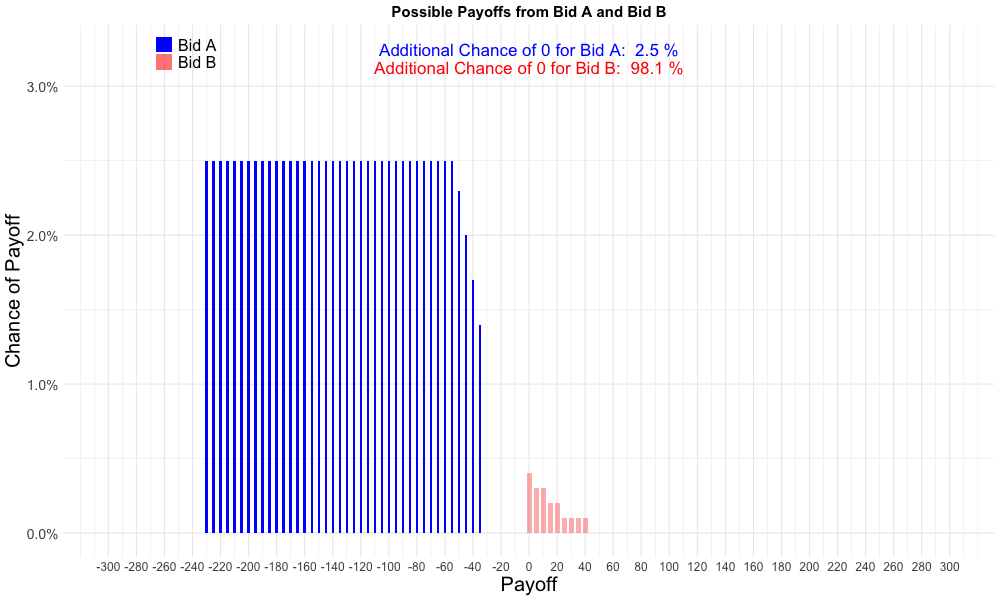 Possible Payoffs from Bid A and Bid B
Bid A
Bid B
Additional Chance of 0 for Bid A:  2.5 %
Additional Chance of 0 for Bid B:  98.1 %
Chance of Payoff
3.0%
2.0%
1.0%
0.0%
-300 -280 -260 -240 -220 -200 -180 -160 -140 -120 -100 -80 -60 -40 -20 0 20 40 60 80 100 120 140 160 180 200 220 240 260 280 300
Payoff